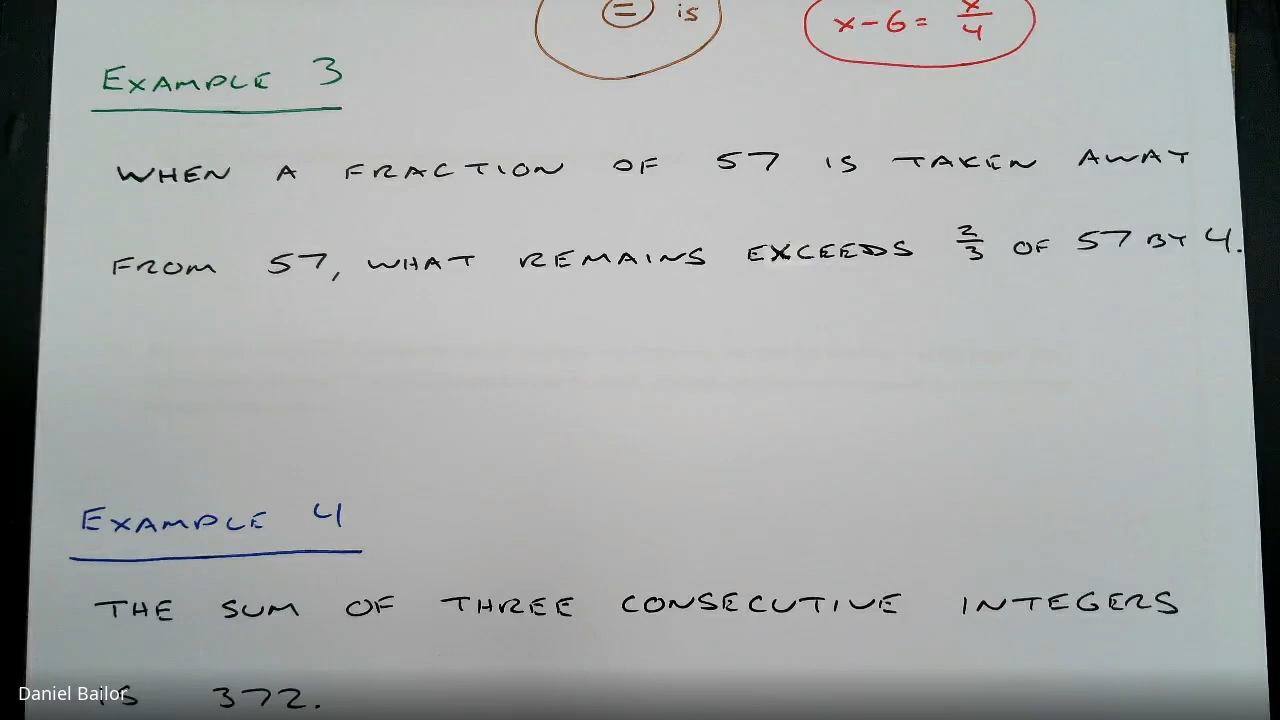 = is
x - 6 = x/4
EXAMPLE 3
WHEN A FRACTION OF 57 IS TAKEN AWAY
FROM 57, WHAT REMAINS EXCEEDS 2/3 OF 57 BY 4.
EXAMPLE 4
THE SUM OF THREE CONSECUTIVE INTEGERS
IS 372.
Daniel Bailor